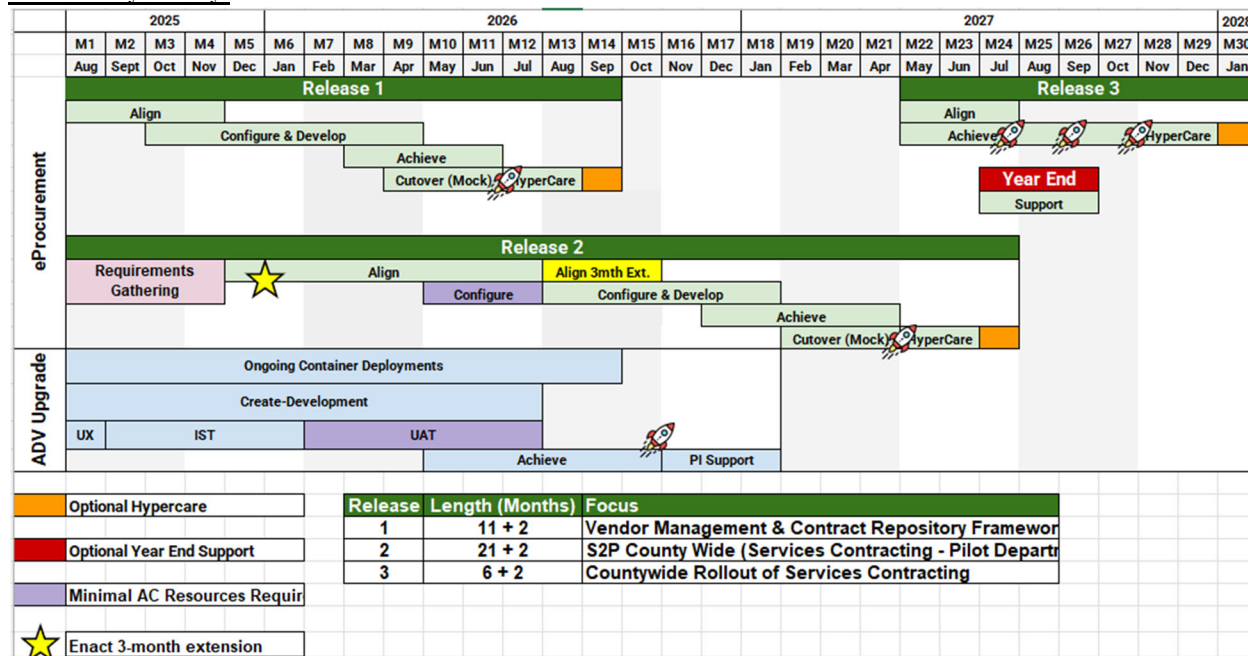 2025 2026 2027 2028
M1 M2 M3 M4 M5 M6 M7 M8 M9 M10 M11 M12 M13 M14 M15 M16 M17 M18 M19 M20 M21 M22 M23 M24 M25 M26 M27 M28 M29 M30
Aug Sept Oct Nov Dec Jan Feb Mar Apr May Jun Jul Aug Sep Oct Nov Dec Jan Feb Mar Apr May Jun Jul Aug Sep Oct Nov Dec Jan
eProcurement
Release 1 Release 3
Align Align
Configure & Develop Achieve HyperCare
Achieve
Cutover (Mock) HyperCare Year End
Support
Release 2
Requirements
Gathering
Align Align 3mth Ext.
Configure Configure & Develop
Achieve
Cutover (Mock) HyperCare
ADV Upgrade
Ongoing Container Deployments
Create-Development
UX IST UAT
Achieve PI Support
Optional Hypercare
Optional Year End Support
Minimal AC Resources Requir
Enact 3-month extension
Release Length (Months) Focus
1 11 + 2 Vendor Management & Contract Repository Framewor
2 21 + 2 S2P County Wide (Services Contracting - Pilot Departr
3 6 + 2 Countywide Rollout of Services Contracting